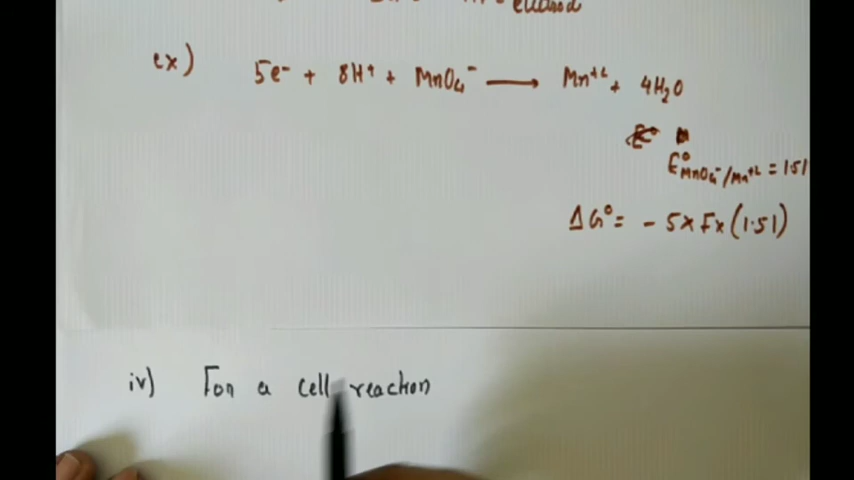 ex) 5e⁻ + 8H⁺ + MnO₄⁻ ⟶ Mn⁺² + 4H₂O
E°MnO₄⁻/Mn⁺² = 1.51
ΔG° = - 5 x F x (1.51)
iv) For a cell reaction